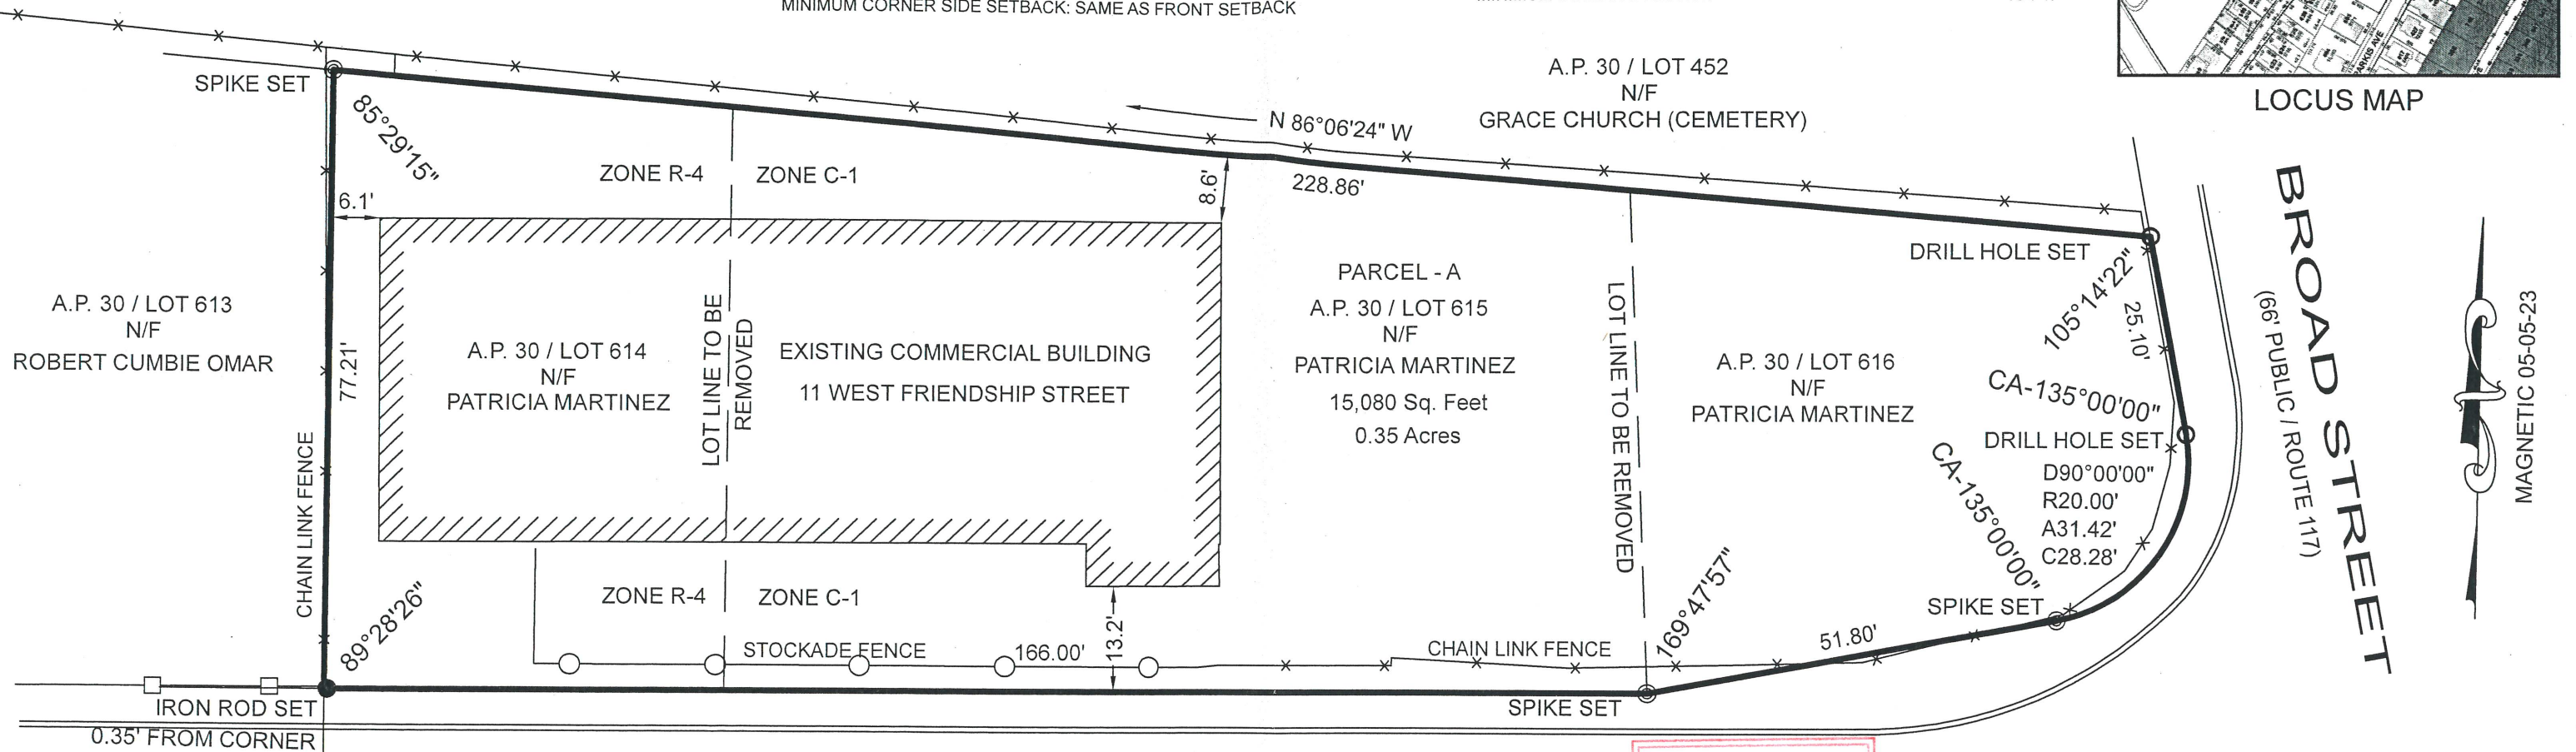 MINIMUM CORNER SIDE SETBACK: SAME AS FRONT SETBACK
PARKIS AVE
LOCUS MAP
A.P. 30 / LOT 452
N/F
GRACE CHURCH (CEMETERY)
SPIKE SET
85°29'15"
N 86°06'24" W
228.86'
ZONE R-4
ZONE C-1
8.6'
6.1'
DRILL HOLE SET
105°14'22"
25.10'
BROAD STREET
(66' PUBLIC / ROUTE 117)
MAGNETIC 05-05-23
A.P. 30 / LOT 613
N/F
ROBERT CUMBIE OMAR
77.21'
CHAIN LINK FENCE
A.P. 30 / LOT 614
N/F
PATRICIA MARTINEZ
LOT LINE TO BE
REMOVED
EXISTING COMMERCIAL BUILDING
11 WEST FRIENDSHIP STREET
PARCEL - A
A.P. 30 / LOT 615
N/F
PATRICIA MARTINEZ
15,080 Sq. Feet
0.35 Acres
LOT LINE TO BE REMOVED
A.P. 30 / LOT 616
N/F
PATRICIA MARTINEZ
CA-135°00'00"
DRILL HOLE SET
D90°00'00"
R20.00'
A31.42'
C28.28'
CA-135°00'00"
SPIKE SET
89°28'26"
ZONE R-4
ZONE C-1
STOCKADE FENCE
166.00'
13.2'
CHAIN LINK FENCE
169°47'57"
51.80'
IRON ROD SET
0.35' FROM CORNER
SPIKE SET